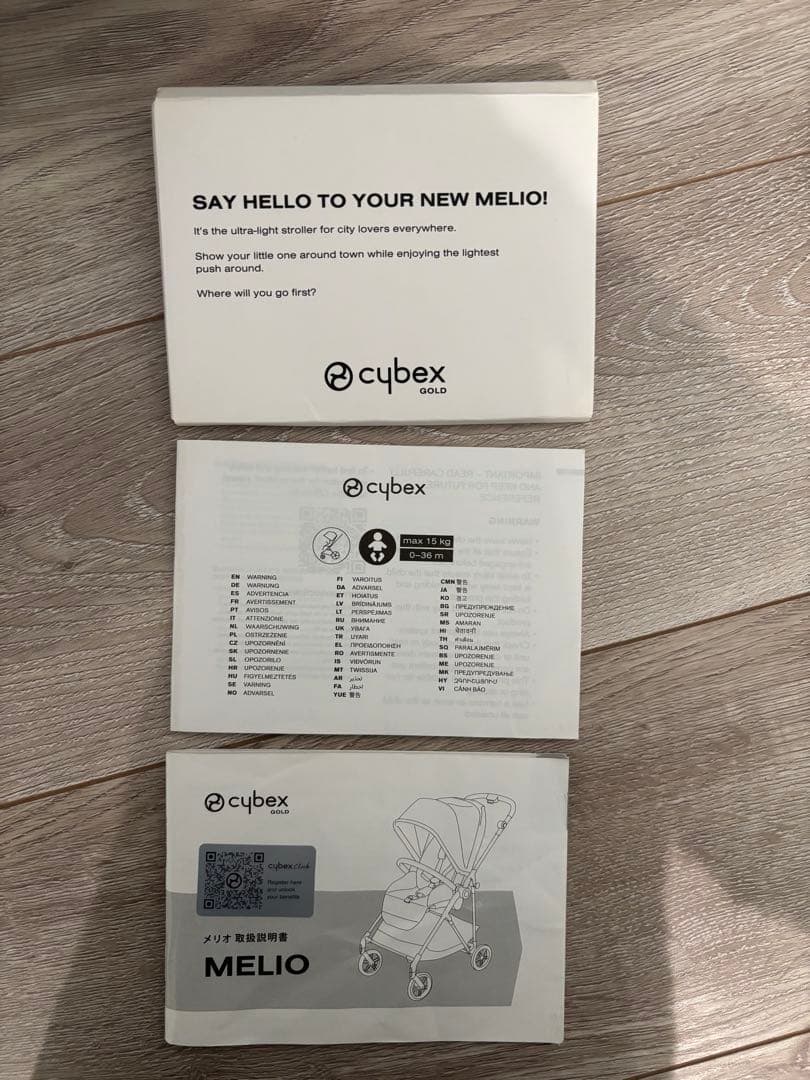 SAY HELLO TO YOUR NEW MELIO!
It's the ultra-light stroller for city lovers everywhere.
Show your little one around town while enjoying the lightest
push around.
Where will you go first?
cybex
GOLD
cybex
max 15 kg
0–36 m
EN WARNING
DE WARNUNG
ES ADVERTENCIA
FR AVERTISSEMENT
PT AVISOS
IT ATTENZIONE
NL WAARSCHUWING
PL OSTRZEŻENIE
CZ UPOZORNĚNÍ
SK UPOZORNENIE
SL OPOZORILO
HR UPOZORENJE
HU FIGYELMEZTETÉS
SE VARNING
NO ADVARSEL
FI VAROITUS
DA ADVARSEL
ET HOIATUS
LV BRĪDINĀJUMS
LT PERSPĖJIMAS
RU ВНИМАНИЕ
UK УВАГА
TR UYARI
EL ΠΡΟΕΙΔΟΠΟΙΗΣΗ
RO AVERTISMENTE
IS VIÐVÖRUN
MT TWISSIJA
AR تحذير
FA اخطار
YUE 警告
CMN 警告
JA 警告
KO 경고
BG ПРЕДУПРЕЖДЕНИЕ
SR UPOZORENJE
MS AMARAN
HI चेतावनी
TH คำเตือน
SQ PARALAJMËRIM
BS UPOZORENJE
ME UPOZORENJE
MK ПРЕДУПРЕДУВАЊЕ
HY ԶԳՈՒՇԱՑՈՒՄ
VI CẢNH BÁO
cybex
GOLD
cybex club
Register here
and unlock
your benefits
メリオ 取扱説明書
MELIO